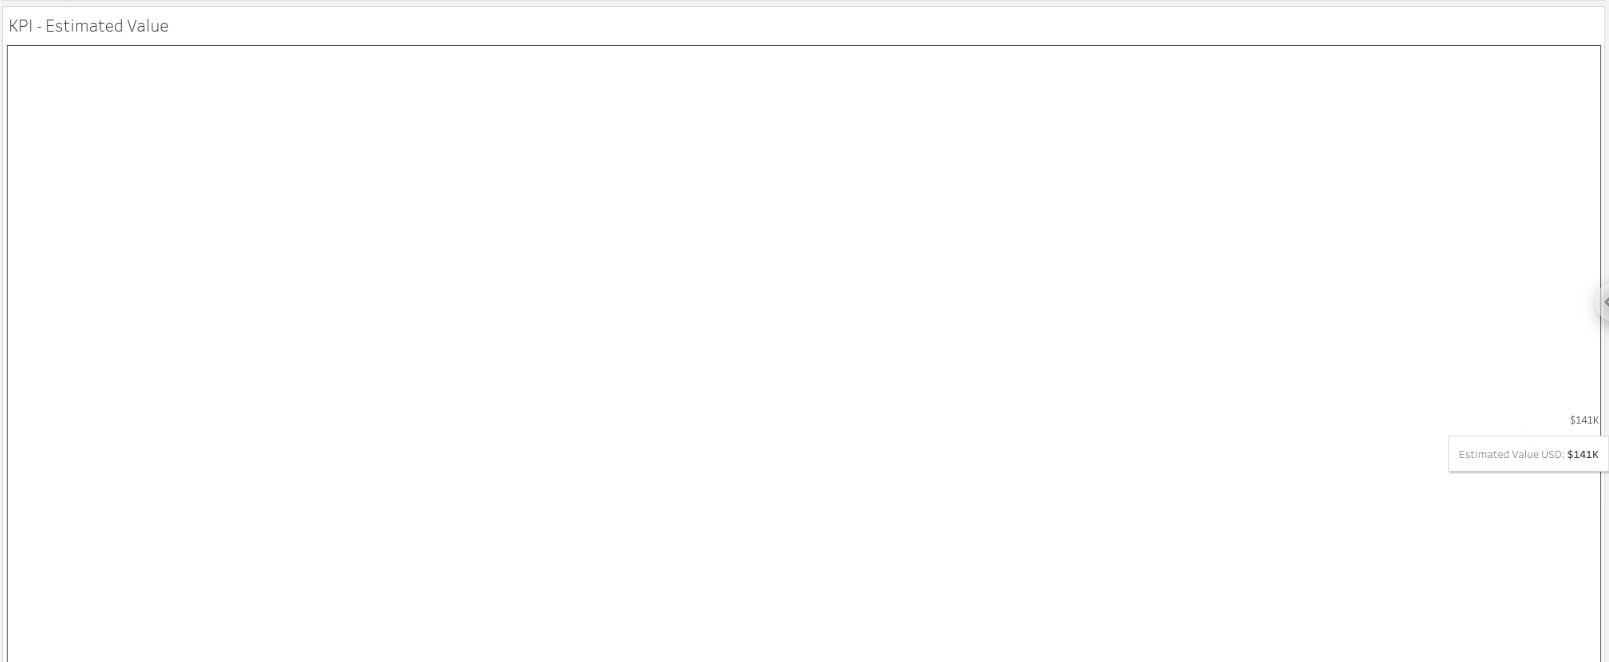 KPI - Estimated Value
$141K
Estimated Value USD: $141K